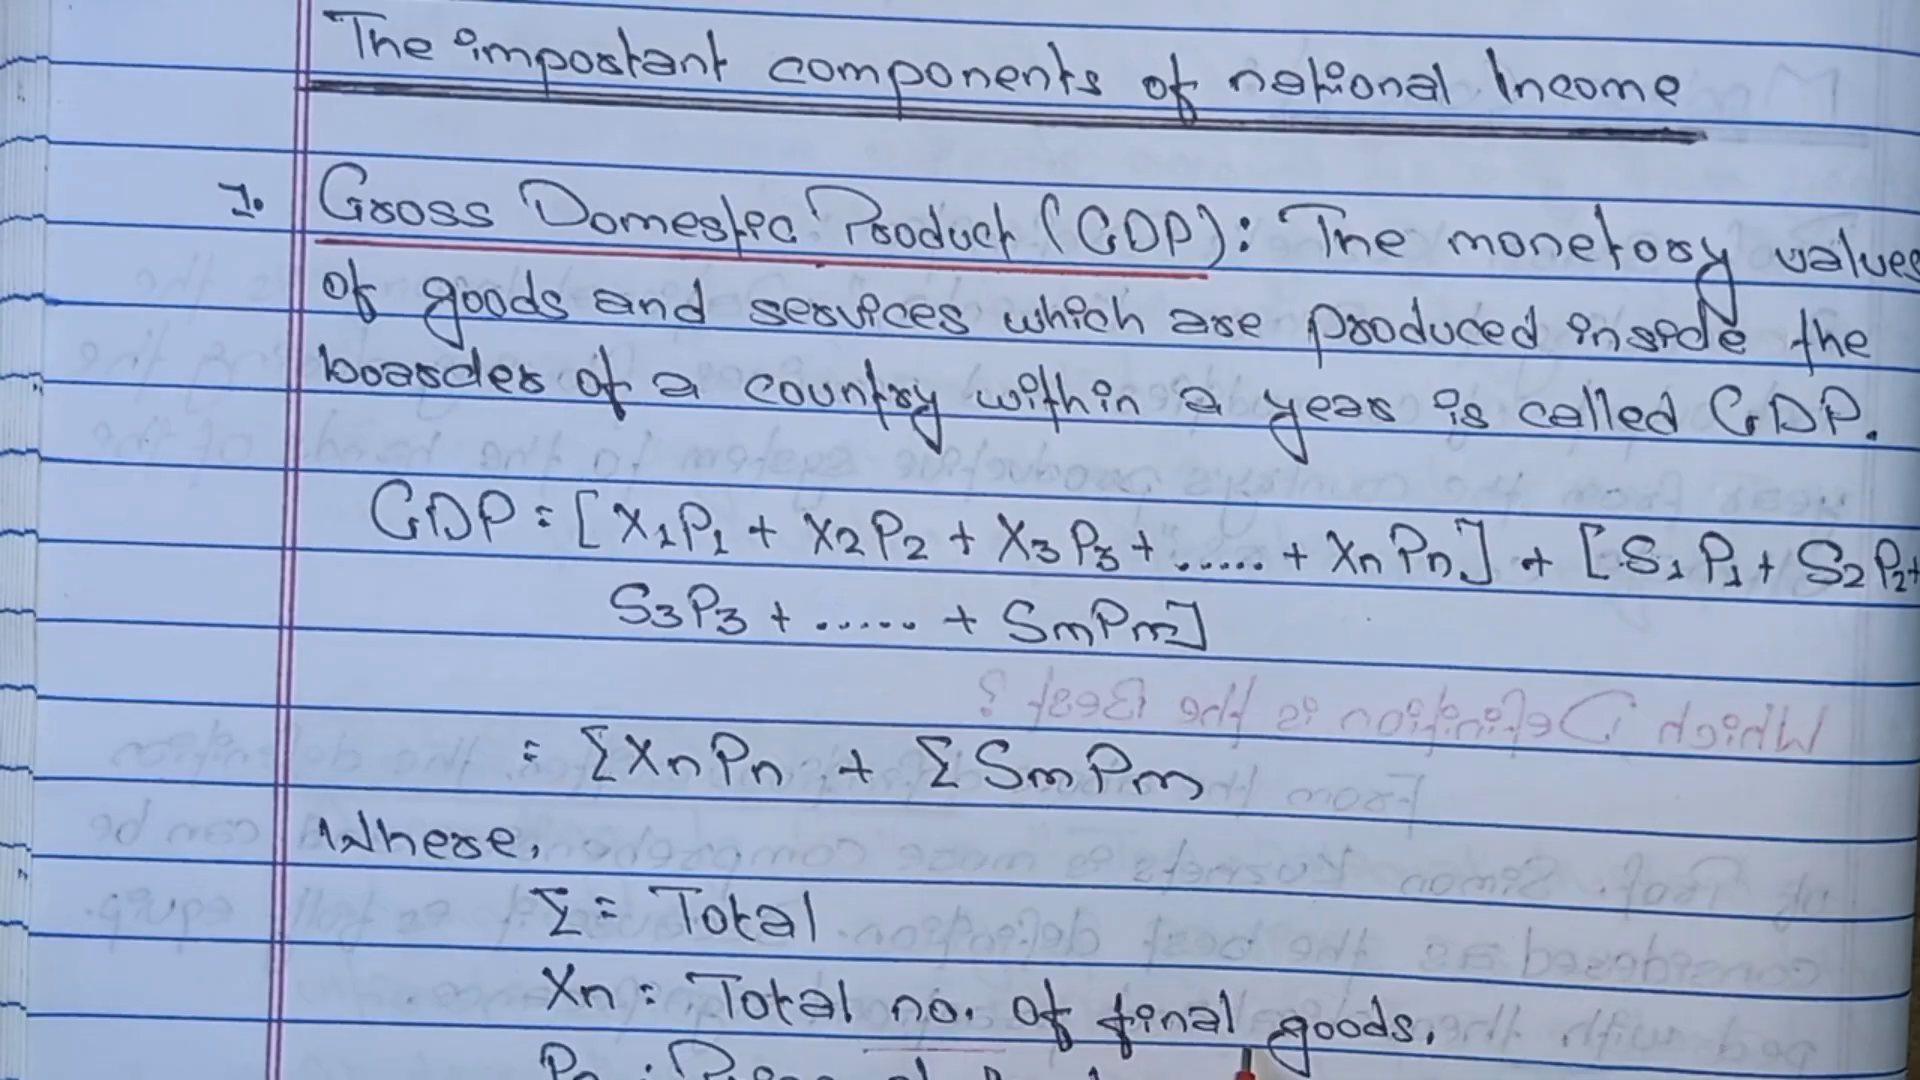 The important components of national Income
1. Gross Domestic Product (GDP): The monetory values
of goods and services which are produced inside the
boarder of a country within a year is called GDP.
GDP = [X1P1 + X2P2 + X3P3 + ...... + XnPn] + [S1P1 + S2P2+
S3P3 + ..... + SmPm]
= ΣXnPn + ΣSmPm
Where,
Σ = Total
Xn = Total no. of final goods.